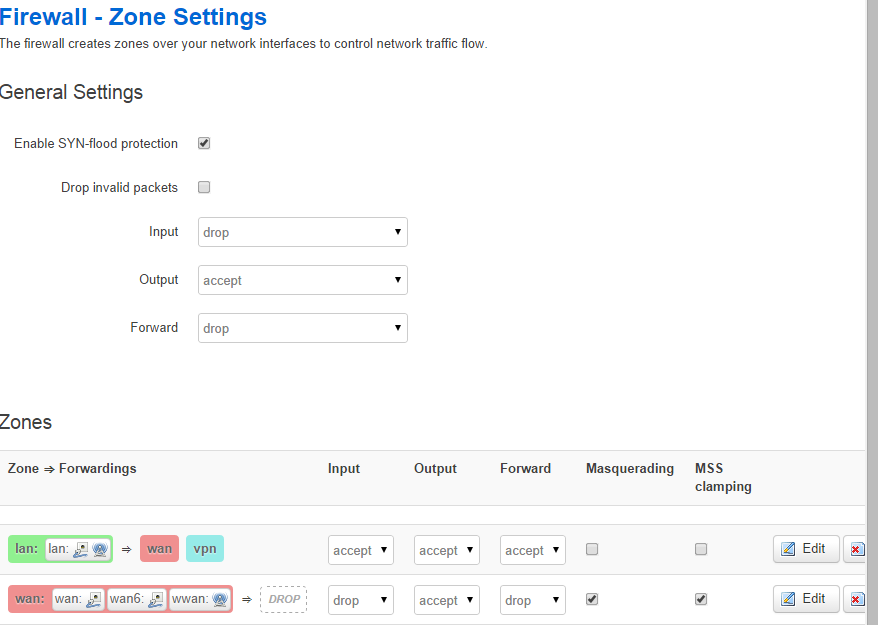 Firewall - Zone Settings
The firewall creates zones over your network interfaces to control network traffic flow.
General Settings
Enable SYN-flood protection
Drop invalid packets
Input drop
Output accept
Forward drop
Zones
Zone ⇒ Forwardings Input Output Forward Masquerading MSS clamping
lan: lan: ⇒ wan vpn accept accept accept Edit
wan: wan: wan6: wwan: ⇒ DROP drop accept drop Edit